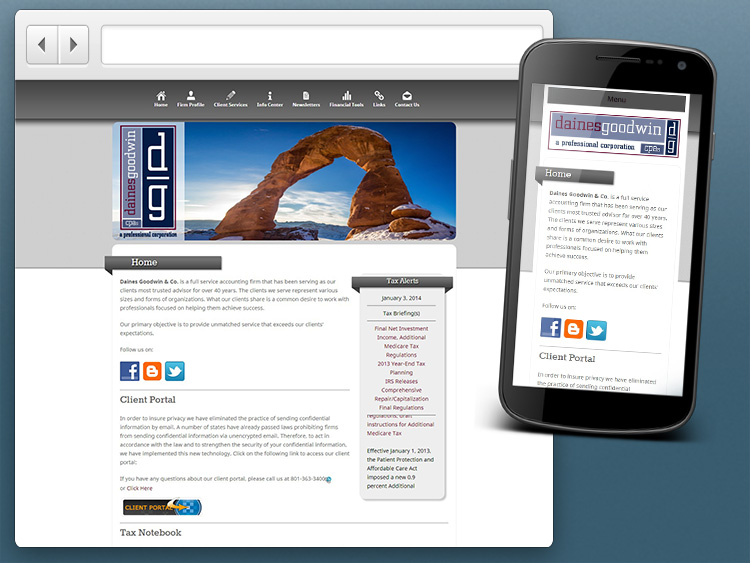 Home Firm Profile Client Services Info Center Newsletters Financial Tools Links Contact Us
dainesgoodwin
cpas
d|g
a professional corporation
Home
Daines Goodwin & Co. is a full service accounting firm that has been serving as our
clients most trusted advisor for over 40 years. The clients we serve represent various
sizes and forms of organizations. What our clients share is a common desire to work with
professionals focused on helping them achieve success.
Our primary objective is to provide unmatched service that exceeds our clients'
expectations.
Follow us on:
Client Portal
In order to insure privacy we have eliminated the practice of sending confidential
information by email. A number of states have already passed laws prohibiting firms
from sending confidential information via unencrypted email. Therefore, to act in
accordance with the law and to strengthen the security of your confidential information,
we have implemented this new technology. Click on the following link to access our client
portal:
If you have any questions about our client portal, please call us at 801-363-3400
or Click Here
CLIENT PORTAL
Tax Notebook
Tax Alerts
January 3, 2014
Tax Briefing(s)
Final Net Investment
Income, Additional
Medicare Tax
Regulations
2013 Year-End Tax
Planning
IRS Releases
Comprehensive
Repair/Capitalization
Final Regulations
regulations, draft
instructions for Additional
Medicare Tax
Effective January 1, 2013,
the Patient Protection and
Affordable Care Act
imposed a new 0.9
percent Additional
Menu
dainesgoodwin
d|g
a professional corporation
cpas
Home
Daines Goodwin & Co. is a full service
accounting firm that has been serving as our
clients most trusted advisor for over 40 years.
The clients we serve represent various sizes
and forms of organizations. What our clients
share is a common desire to work with
professionals focused on helping them
achieve success.
Our primary objective is to provide
unmatched service that exceeds our clients'
expectations.
Follow us on:
Client Portal
In order to insure privacy we have eliminated
the practice of sending confidential